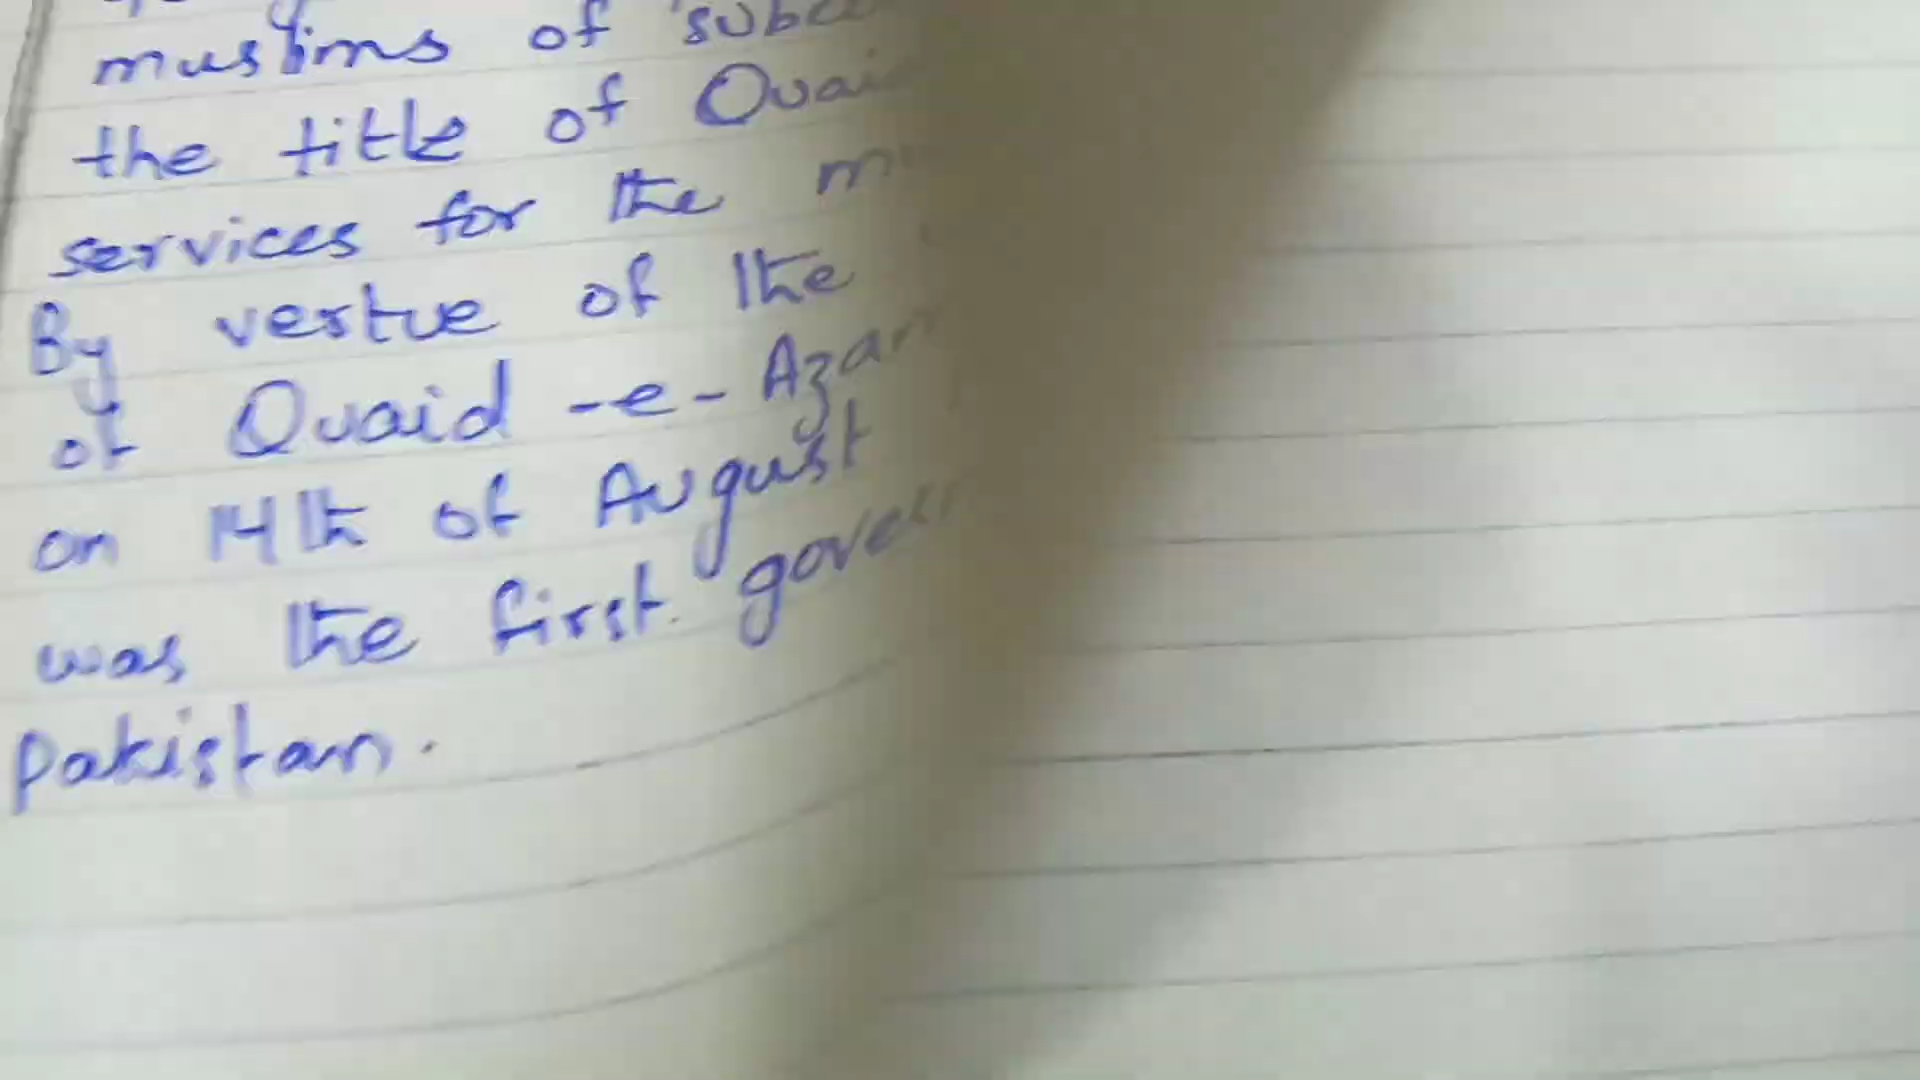 muslims of
the title of
services for the
By vertue of the
of Quaid-e-
on 14th of August
was the first
Pakistan.